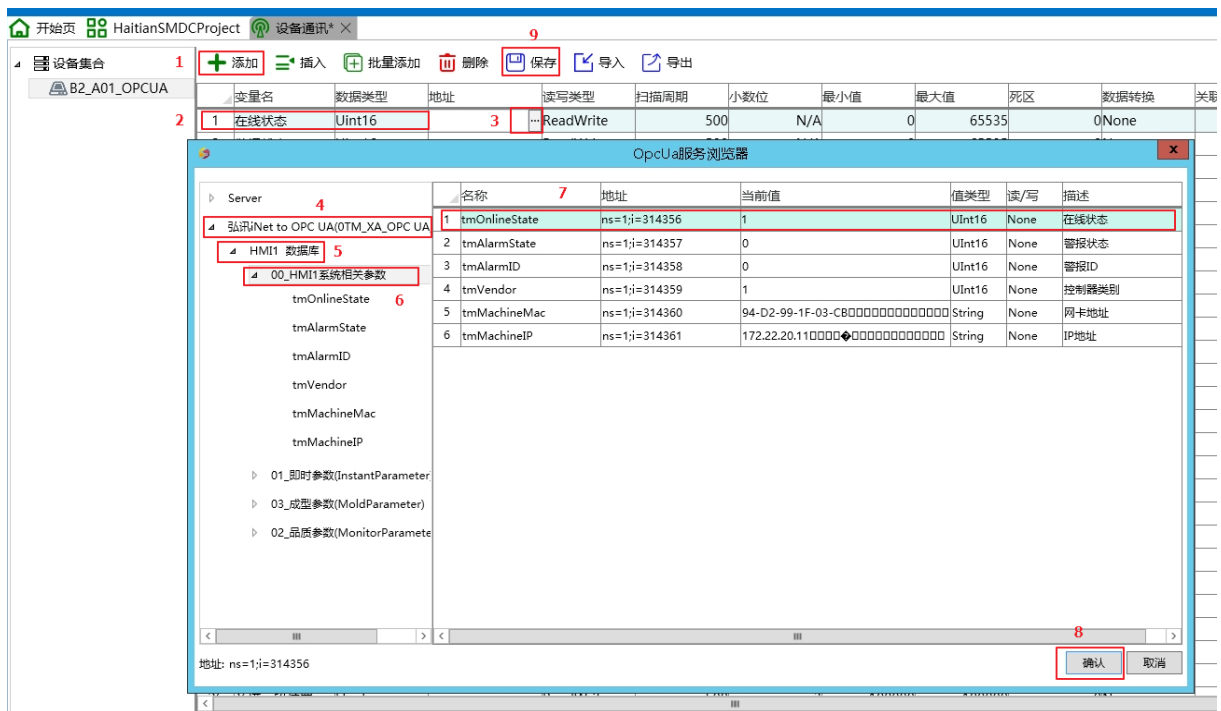 开始页 HaitianSMDCProject 设备通讯*
9
设备集合 1 添加 插入 批量添加 删除 保存 导入 导出
B2_A01_OPCUA
变量名 数据类型 地址 读写类型 扫描周期 小数位 最小值 最大值 死区 数据转换
2 1 在线状态 Uint16 3 ... ReadWrite 500 N/A 0 65535 0 None
OpcUa服务浏览器
名称 7 地址 当前值 值类型 读/写 描述
Server
4
1 tmOnlineState ns=1;i=314356 1 UInt16 None 在线状态
弘讯iNet to OPC UA(0TM_XA_OPC UA
2 tmAlarmState ns=1;i=314357 0 UInt16 None 警报状态
HMI1 数据库 5
3 tmAlarmID ns=1;i=314358 0 UInt16 None 警报ID
00_HMI1系统相关参数
4 tmVendor ns=1;i=314359 1 UInt16 None 控制器类别
tmOnlineState 6
5 tmMachineMac ns=1;i=314360 94-D2-99-1F-03-CB String None 网卡地址
tmAlarmState
6 tmMachineIP ns=1;i=314361 172.22.20.11 String None IP地址
tmAlarmID
tmVendor
tmMachineMac
tmMachineIP
01_即时参数(InstantParameter
03_成型参数(MoldParameter)
02_品质参数(MonitorParamete
8
地址: ns=1;i=314356
确认 取消